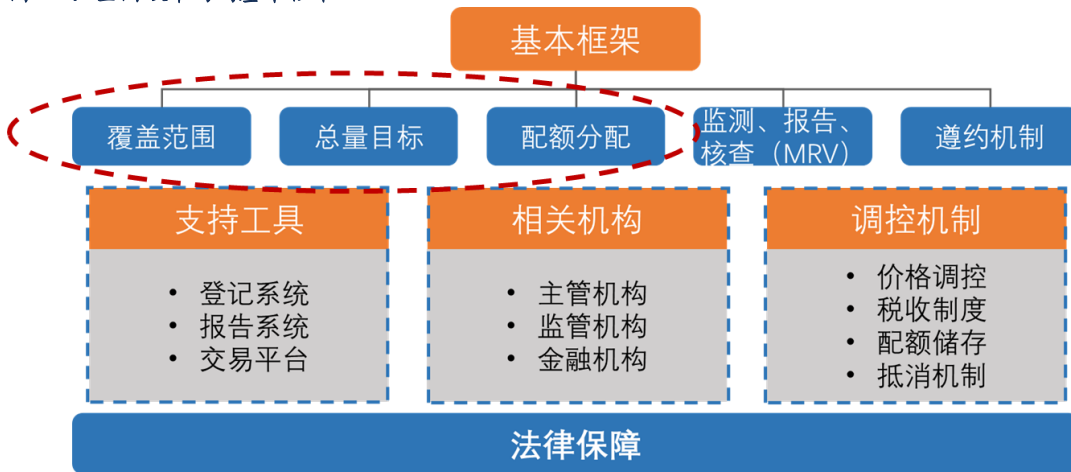 基本框架
覆盖范围
总量目标
配额分配
监测、报告、
核查（MRV）
遵约机制
支持工具
• 登记系统
• 报告系统
• 交易平台
相关机构
• 主管机构
• 监管机构
• 金融机构
调控机制
• 价格调控
• 税收制度
• 配额储存
• 抵消机制
法律保障